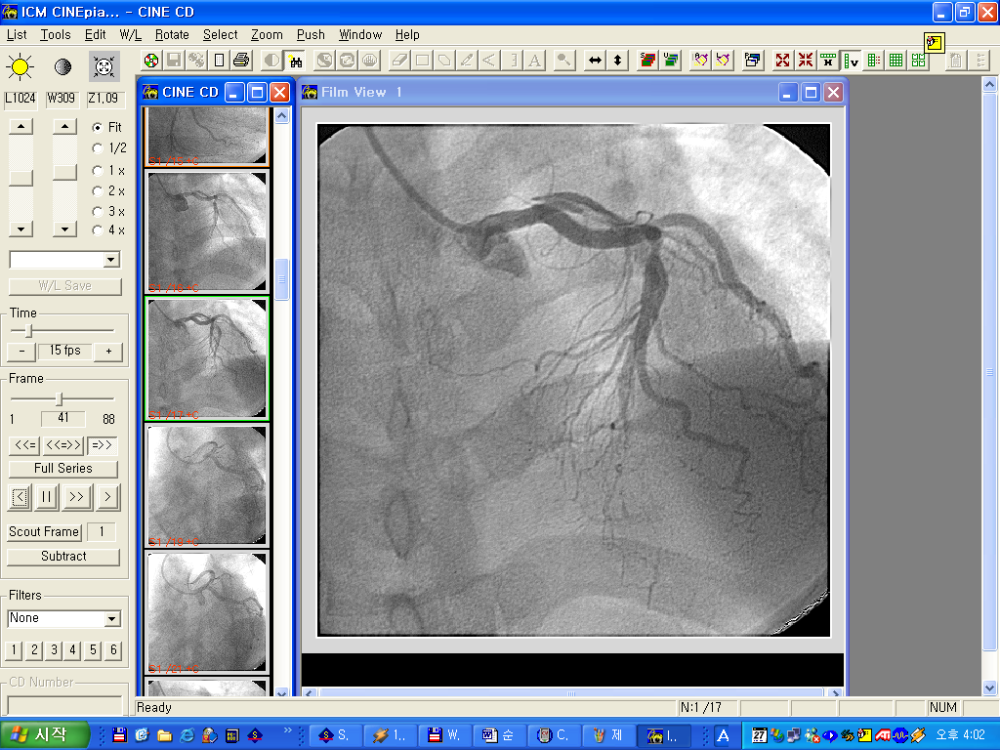 ICM CINEpia... - CINE CD
List Tools Edit W/L Rotate Select Zoom Push Window Help
L1024 W309 Z1,09
CINE CD
Film View 1
Fit
1/2
1 x
2 x
3 x
4 x
W/L Save
Time
- 15 fps +
Frame
1 41 88
<<= <<=>> =>>
Full Series
< || >> >
Scout Frame 1
Subtract
Filters
None
1 2 3 4 5 6
CD Number
Ready
N:1 /17
NUM
시작
S.
1..
W.
순
C.
제
I..
A
27
ATI
오후 4:02